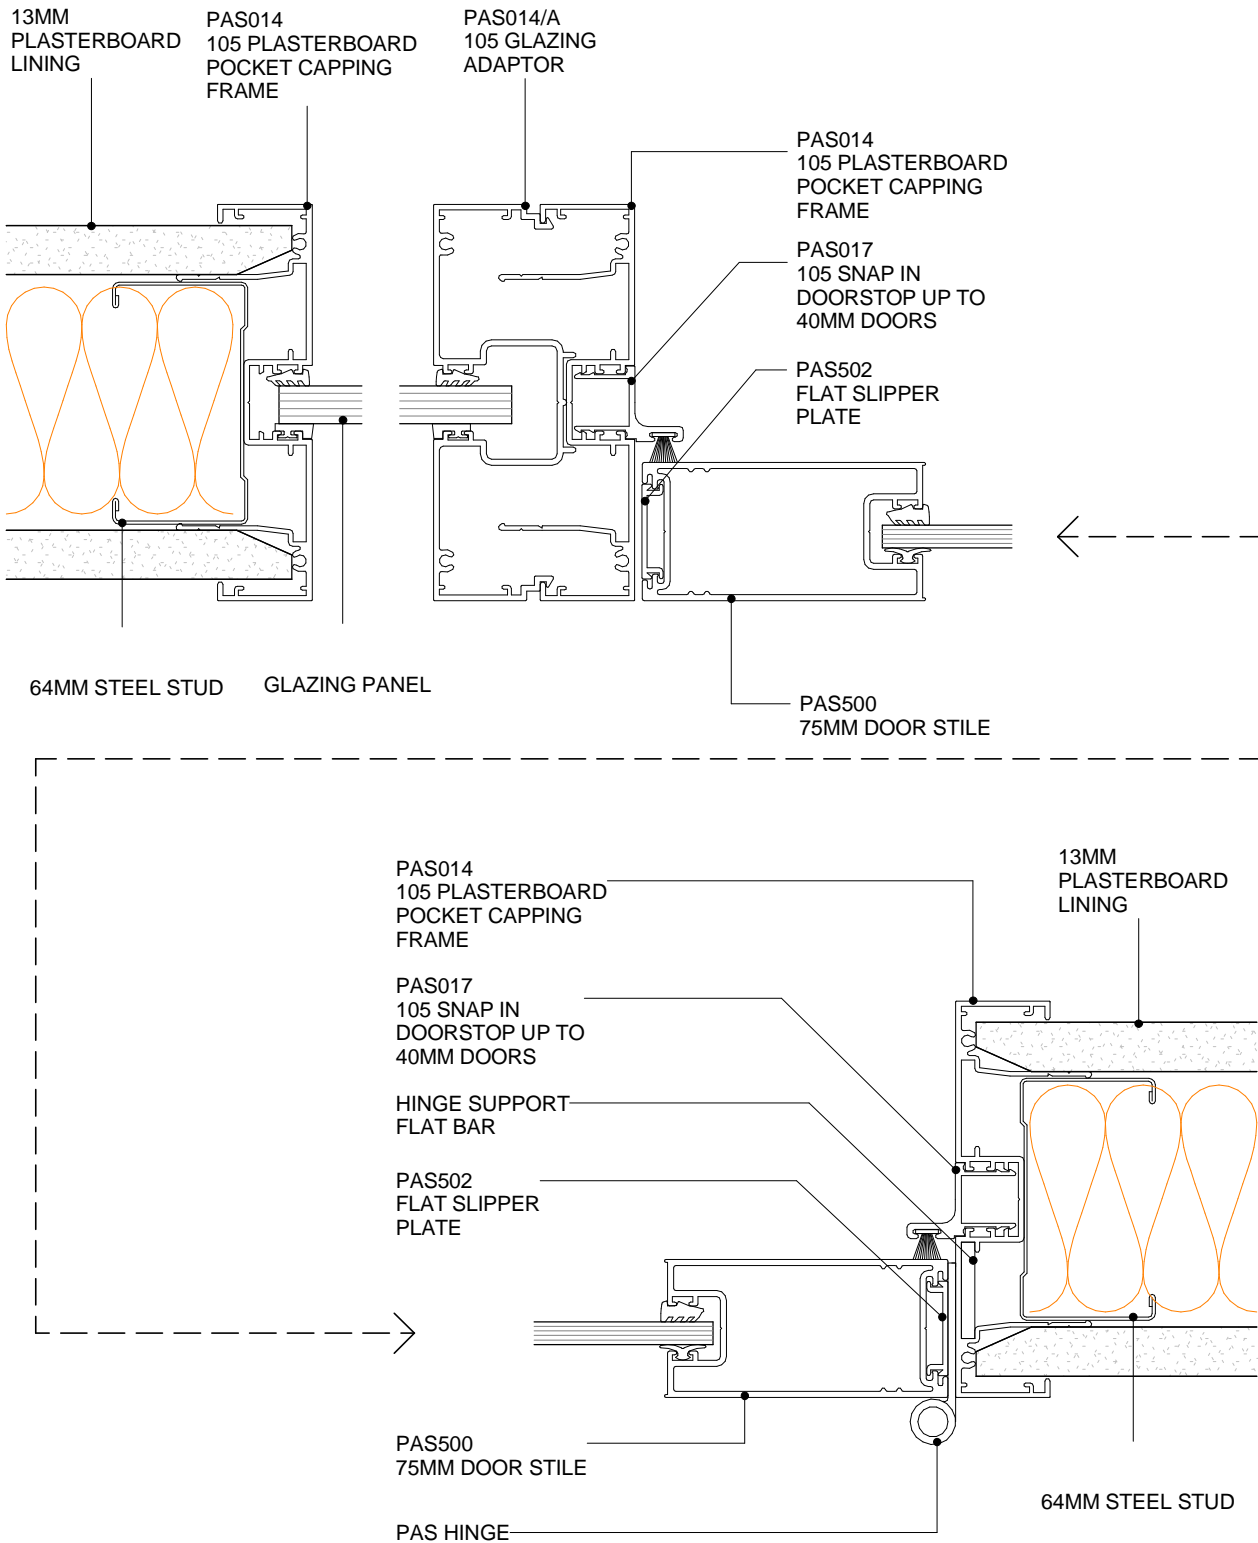 13MM
PLASTERBOARD
LINING
PAS014
105 PLASTERBOARD
POCKET CAPPING
FRAME
PAS014/A
105 GLAZING
ADAPTOR
PAS014
105 PLASTERBOARD
POCKET CAPPING
FRAME
PAS017
105 SNAP IN
DOORSTOP UP TO
40MM DOORS
PAS502
FLAT SLIPPER
PLATE
64MM STEEL STUD
GLAZING PANEL
PAS500
75MM DOOR STILE
PAS014
105 PLASTERBOARD
POCKET CAPPING
FRAME
13MM
PLASTERBOARD
LINING
PAS017
105 SNAP IN
DOORSTOP UP TO
40MM DOORS
HINGE SUPPORT
FLAT BAR
PAS502
FLAT SLIPPER
PLATE
PAS500
75MM DOOR STILE
64MM STEEL STUD
PAS HINGE